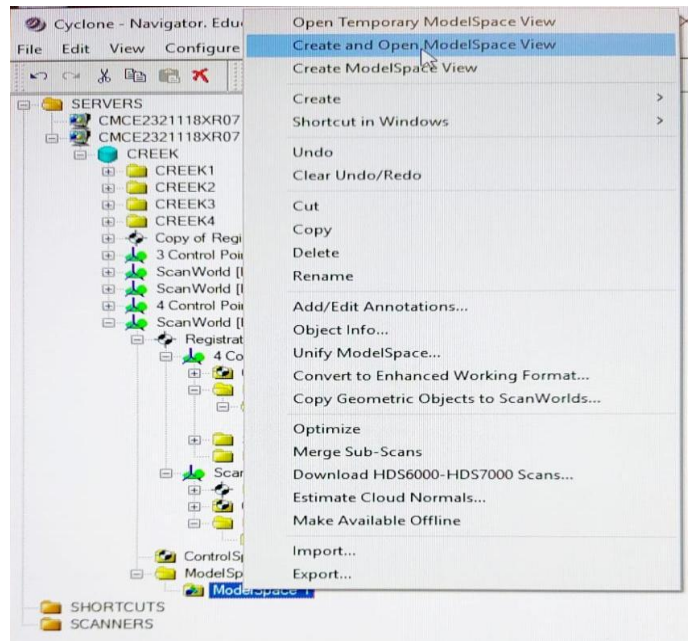 Cyclone - Navigator. Edu
File Edit View Configure
SERVERS
CMCE2321118XR07
CMCE2321118XR07
CREEK
CREEK1
CREEK2
CREEK3
CREEK4
Copy of Regi
3 Control Poi
ScanWorld [
ScanWorld [
4 Control Poi
ScanWorld [
Registrat
4 Co
Scar
ControlSp
ModelSp
ModelSpace 1
SHORTCUTS
SCANNERS
Open Temporary ModelSpace View
Create and Open ModelSpace View
Create ModelSpace View
Create >
Shortcut in Windows >
Undo
Clear Undo/Redo
Cut
Copy
Delete
Rename
Add/Edit Annotations...
Object Info...
Unify ModelSpace...
Convert to Enhanced Working Format...
Copy Geometric Objects to ScanWorlds...
Optimize
Merge Sub-Scans
Download HDS6000-HDS7000 Scans...
Estimate Cloud Normals...
Make Available Offline
Import...
Export...